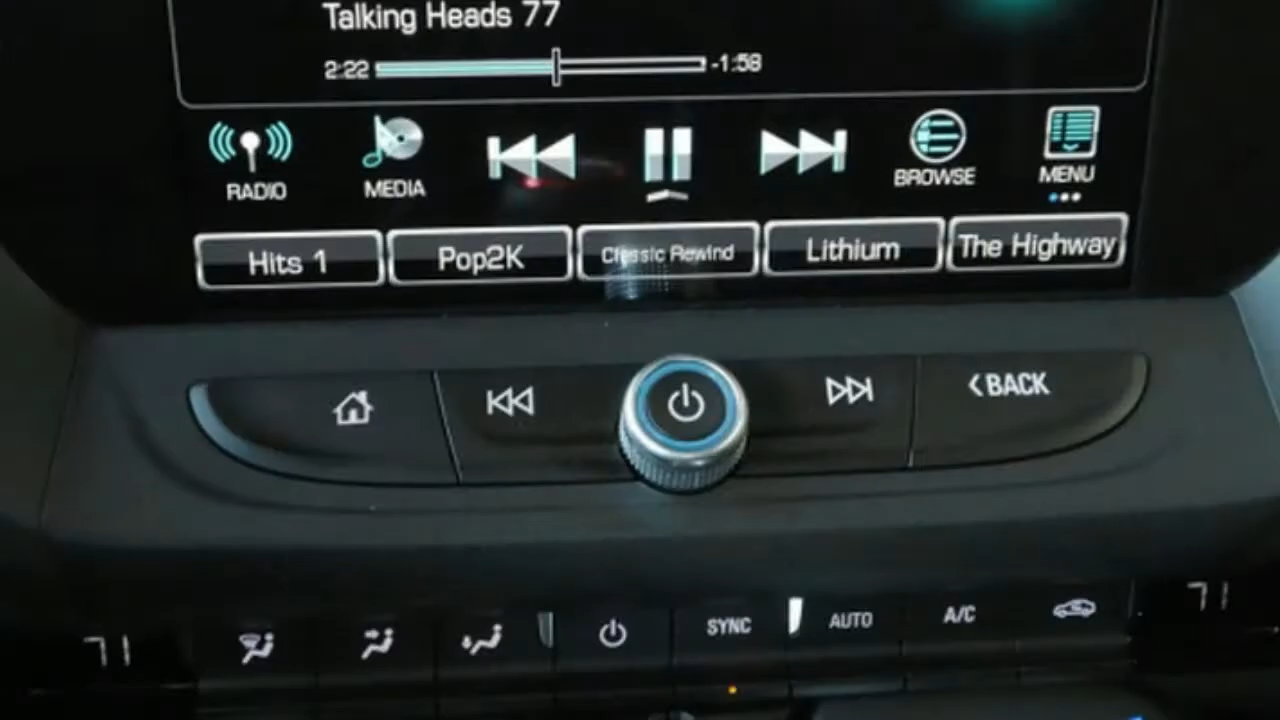 Talking Heads 77
2:22 -1:58
RADIO MEDIA BROWSE MENU
Hits 1 Pop2K Classic Rewind Lithium The Highway
BACK
71 SYNC AUTO A/C 71